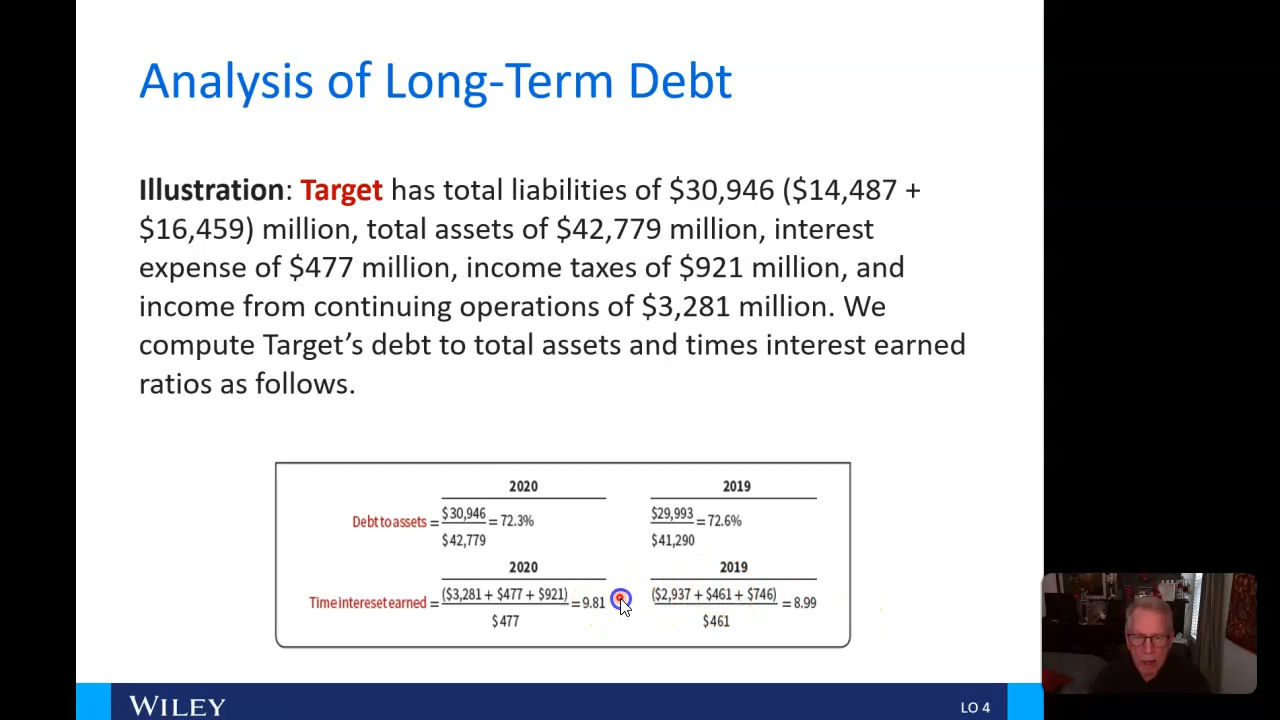 Analysis of Long-Term Debt
Illustration: Target has total liabilities of $30,946 ($14,487 +
$16,459) million, total assets of $42,779 million, interest
expense of $477 million, income taxes of $921 million, and
income from continuing operations of $3,281 million. We
compute Target’s debt to total assets and times interest earned
ratios as follows.
2020 2019
Debt to assets = $30,946 = 72.3% $29,993 = 72.6%
$42,779 $41,290
2020 2019
Time intereset earned = ($3,281 + $477 + $921) = 9.81 ($2,937 + $461 + $746) = 8.99
$477 $461
WILEY
LO 4